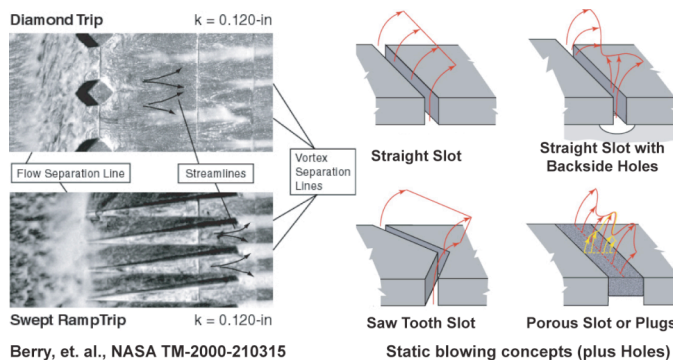 Diamond Trip
k = 0.120-in
Flow Separation Line
Streamlines
Vortex
Separation
Lines
Swept RampTrip
k = 0.120-in
Berry, et. al., NASA TM-2000-210315
Straight Slot
Straight Slot with
Backside Holes
Saw Tooth Slot
Porous Slot or Plugs
Static blowing concepts (plus Holes)